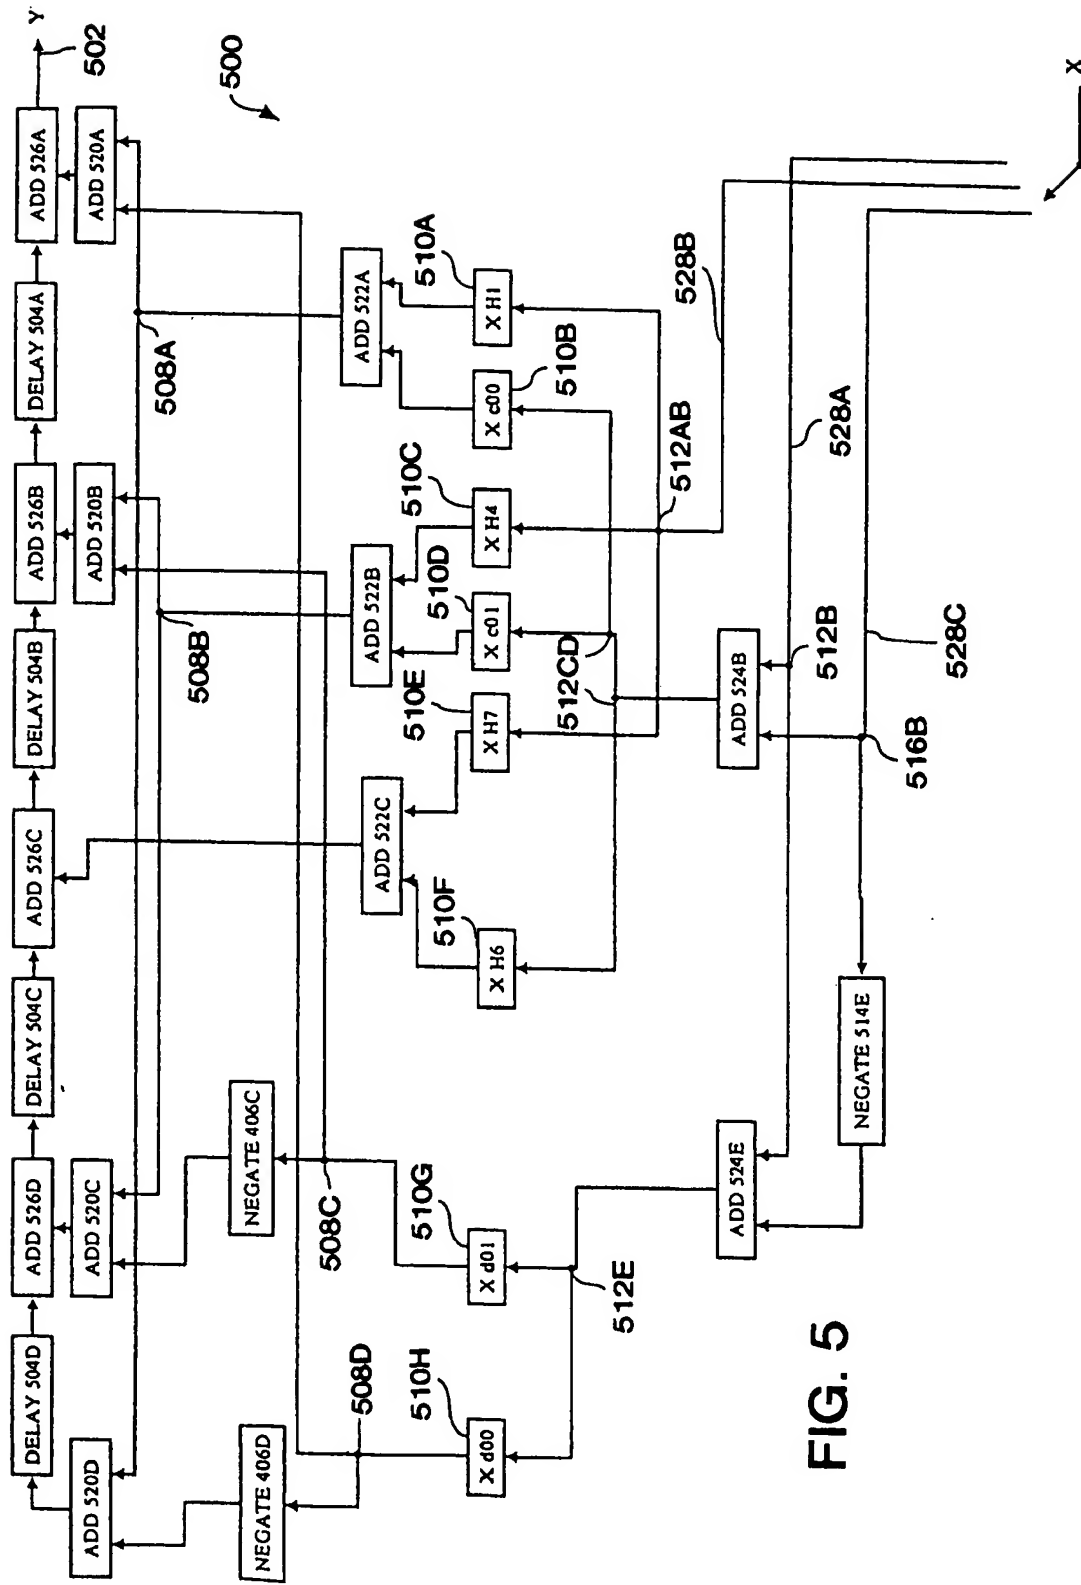 Y
502
500
ADD 526A
ADD 520A
DELAY 504A
508A
ADD 526B
ADD 520B
DELAY 504B
508B
ADD 526C
DELAY 504C
ADD 526D
ADD 520C
DELAY 504D
ADD 520D
ADD 522A
510A
X H1
510B
X c00
510C
X H4
ADD 522B
510D
X c01
510E
X H7
ADD 522C
510F
X H6
NEGATE 406C
508C
510G
X d01
NEGATE 406D
508D
510H
X d00
512E
528B
512AB
512CD
528A
ADD 524B
512B
528C
516B
ADD 524E
NEGATE 514E
X
FIG. 5